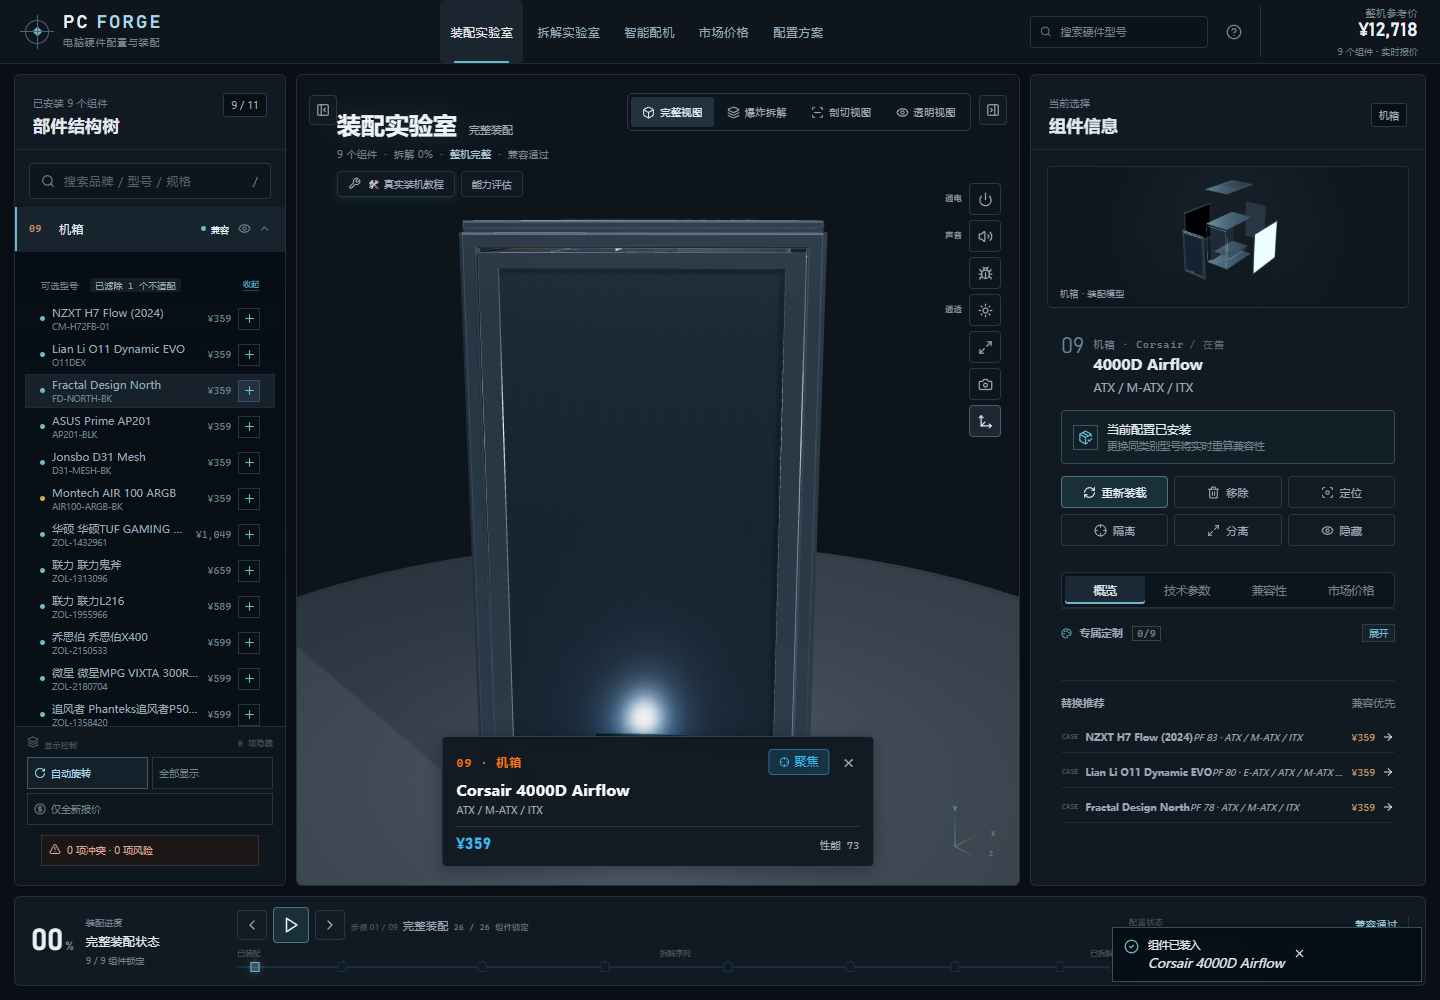 PC FORGE
电脑硬件配置与装配
装配实验室
拆解实验室
智能配机
市场价格
配置方案
搜索硬件型号
整机参考价
¥12,718
9 个组件 · 实时报价
已安装 9 个组件
部件结构树
9 / 11
搜索品牌 / 型号 / 规格
/
09 机箱
兼容
可选型号
已滤除 1 个不适配
收起
NZXT H7 Flow (2024)
CM-H72FB-01
¥359
Lian Li O11 Dynamic EVO
O11DEX
¥359
Fractal Design North
FD-NORTH-BK
¥359
ASUS Prime AP201
AP201-BLK
¥359
Jonsbo D31 Mesh
D31-MESH-BK
¥359
Montech AIR 100 ARGB
AIR100-ARGB-BK
¥359
华硕 华硕TUF GAMING ...
ZOL-1432961
¥1,049
联力 联力鬼斧
ZOL-1313096
¥659
联力 联力L216
ZOL-1955966
¥589
乔思伯 乔思伯X400
ZOL-2150533
¥599
微星 微星MPG VIXTA 300R...
ZOL-2180704
¥599
追风者 Phanteks追风者P50...
ZOL-1358420
¥599
显示控制
0 项隐藏
自动旋转
全部显示
仅全新报价
0 项冲突 · 0 项风险
装配实验室
完整装配
9 个组件 · 拆解 0% · 整机完整 · 兼容通过
🛠 真实装机教程
能力评估
完整视图
爆炸拆解
剖切视图
透明视图
通电
声音
通透
09 · 机箱
聚焦
Corsair 4000D Airflow
ATX / M-ATX / ITX
¥359
性能 73
Y
X
Z
当前选择
组件信息
机箱
机箱 · 装配模型
09
机箱 · Corsair / 在售
4000D Airflow
ATX / M-ATX / ITX
当前配置已安装
更换同类别型号将实时重算兼容性
重新装载
移除
定位
隔离
分离
隐藏
概览
技术参数
兼容性
市场价格
专属定制 0/9
展开
替换推荐
兼容优先
CASE NZXT H7 Flow (2024)PF 83 · ATX / M-ATX / ITX ¥359
CASE Lian Li O11 Dynamic EVOPF 80 · E-ATX / ATX / M-ATX ... ¥359
CASE Fractal Design NorthPF 78 · ATX / M-ATX / ITX ¥359
00 %
装配进度
完整装配状态
9 / 9 组件锁定
步骤 01 / 09 完整装配 26 / 26 组件锁定
已装配
拆解序列
已拆解
配置状态
兼容通过
组件已装入
Corsair 4000D Airflow